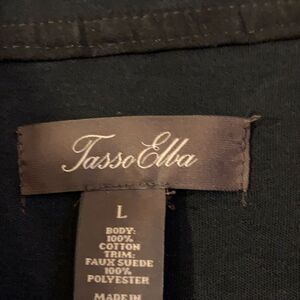 Tasso Elba
L
BODY:
100%
COTTON
TRIM:
FAUX SUEDE
100%
POLYESTER
MADE IN